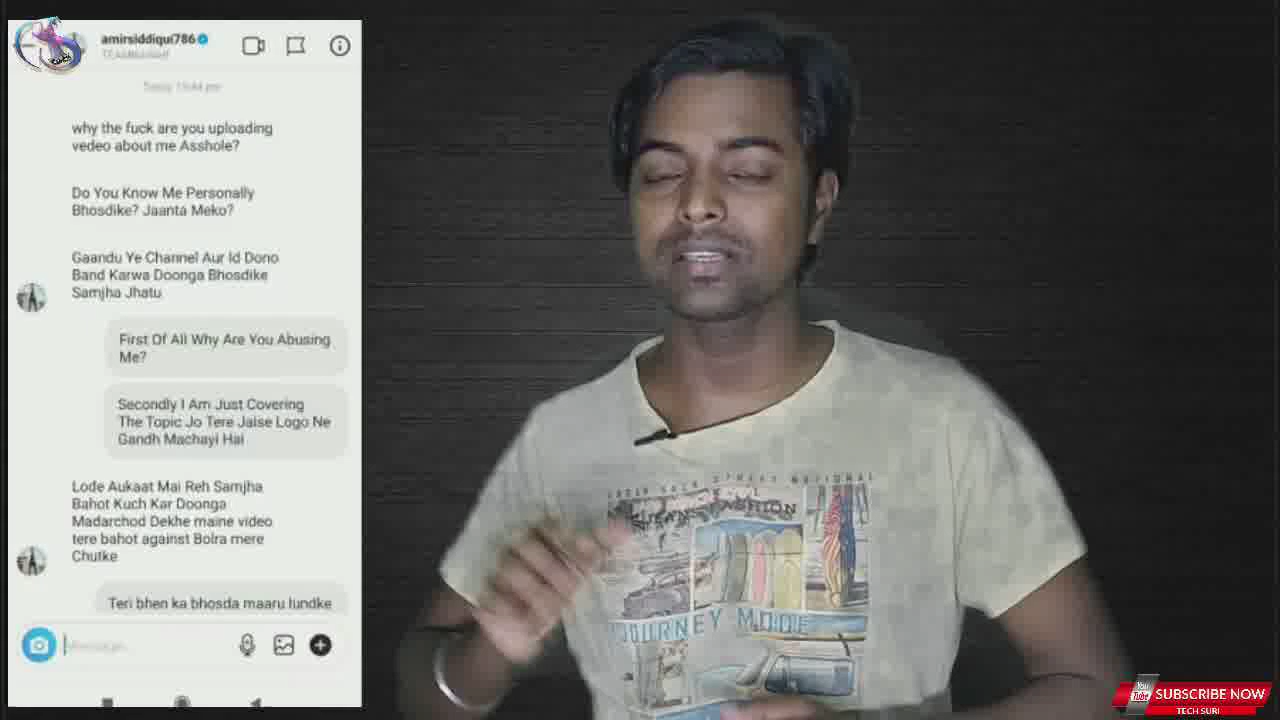 amirsiddiqui786
why the fuck are you uploading
vedeo about me Asshole?
Do You Know Me Personally
Bhosdike? Jaanta Meko?
Gaandu Ye Channel Aur Id Dono
Band Karwa Doonga Bhosdike
Samjha Jhatu
First Of All Why Are You Abusing
Me?
Secondly I Am Just Covering
The Topic Jo Tere Jaise Logo Ne
Gandh Machayi Hai
Lode Aukaat Mai Reh Samjha
Bahot Kuch Kar Doonga
Madarchod Dekhe maine video
tere bahot against Bolra mere
Chutke
Teri bhen ka bhosda maaru lundke
NATIONAL
FASHION
JOURNEY MODE
You
Tube
SUBSCRIBE NOW
TECH SURI